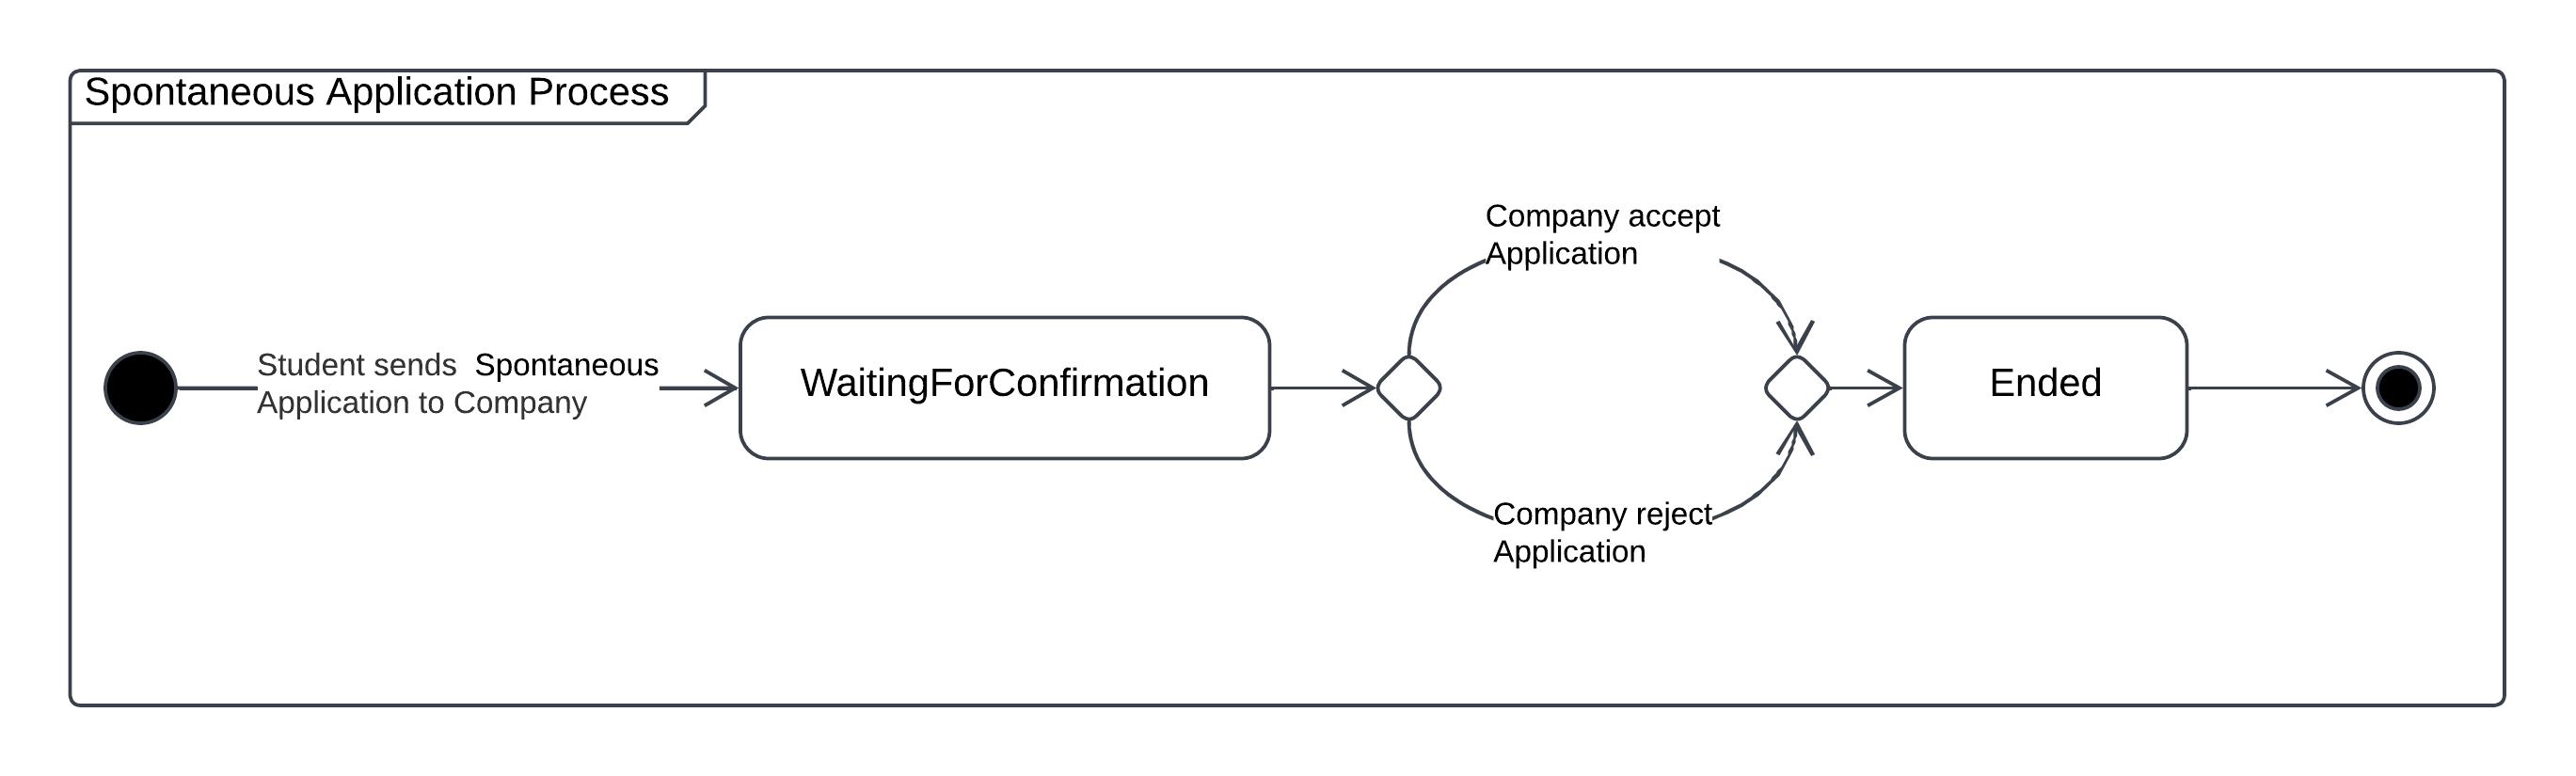 Spontaneous Application Process
Company accept
Application
Student sends  Spontaneous
Application to Company
WaitingForConfirmation
Ended
Company reject
Application